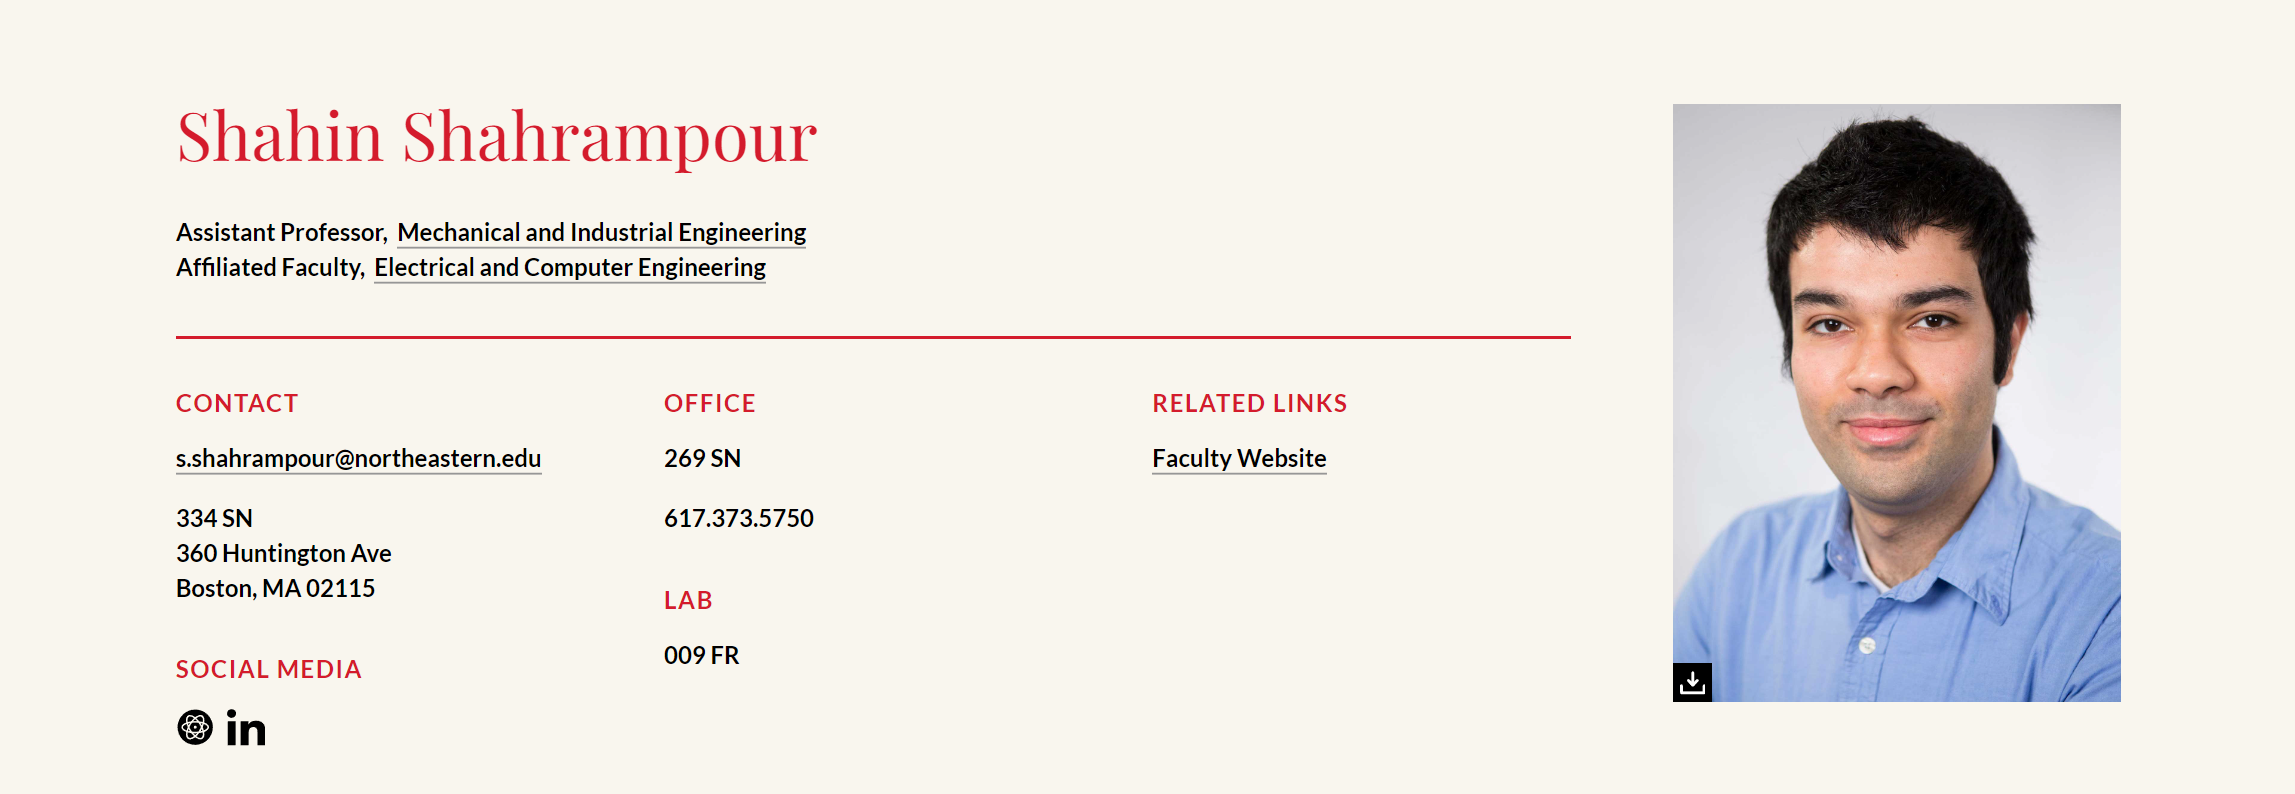 Shahin Shahrampour
Assistant Professor, Mechanical and Industrial Engineering
Affiliated Faculty, Electrical and Computer Engineering
CONTACT
s.shahrampour@northeastern.edu
334 SN
360 Huntington Ave
Boston, MA 02115
SOCIAL MEDIA
in
OFFICE
269 SN
617.373.5750
LAB
009 FR
RELATED LINKS
Faculty Website